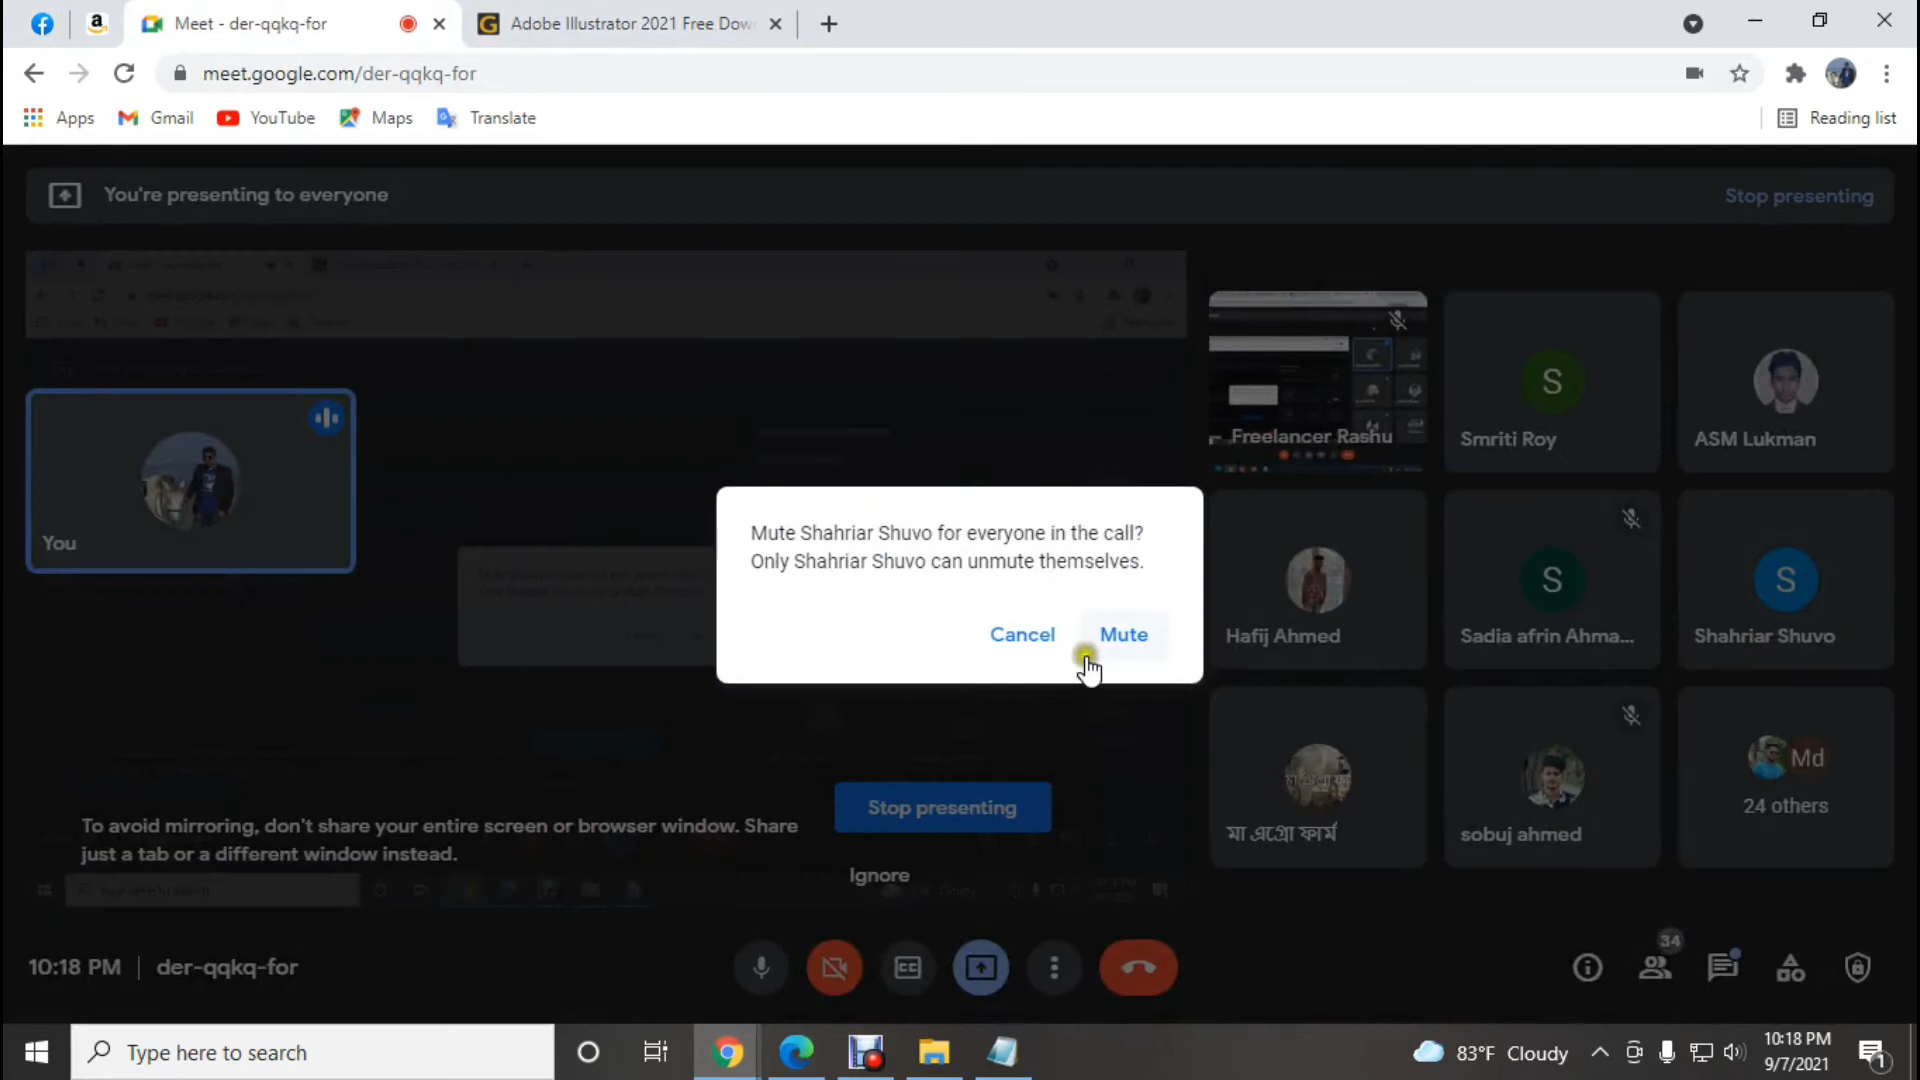 Meet - der-qqkq-for
Adobe Illustrator 2021 Free Dow
meet.google.com/der-qqkq-for
Apps
Gmail
YouTube
Maps
Translate
Reading list
You're presenting to everyone
Stop presenting
Freelancer Rashu
S
Smriti Roy
ASM Lukman
You
Mute Shahriar Shuvo for everyone in the call?
Only Shahriar Shuvo can unmute themselves.
Cancel
Mute
Hafij Ahmed
S
Sadia afrin Ahma...
S
Shahriar Shuvo
To avoid mirroring, don't share your entire screen or browser window. Share
just a tab or a different window instead.
Stop presenting
Ignore
মা এগ্রো ফার্ম
মা এগ্রো ফার্ম
sobuj ahmed
Md
24 others
10:18 PM
der-qqkq-for
34
Type here to search
83°F Cloudy
10:18 PM
9/7/2021
1